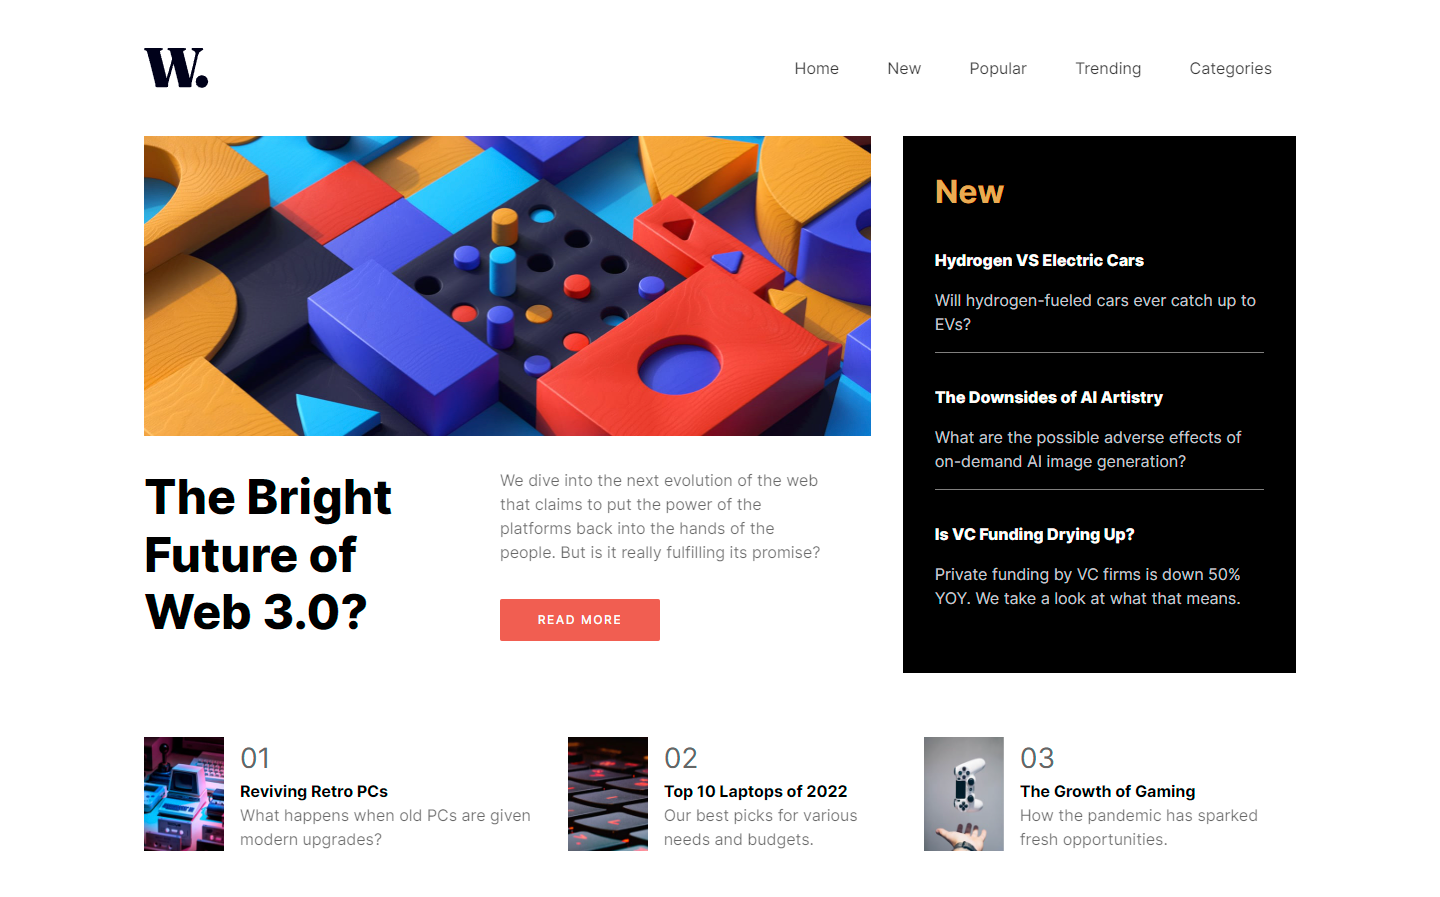 W.
Home New Popular Trending Categories
The Bright
Future of
Web 3.0?
We dive into the next evolution of the web
that claims to put the power of the
platforms back into the hands of the
people. But is it really fulfilling its promise?
READ MORE
New
Hydrogen VS Electric Cars
Will hydrogen-fueled cars ever catch up to
EVs?
The Downsides of AI Artistry
What are the possible adverse effects of
on-demand AI image generation?
Is VC Funding Drying Up?
Private funding by VC firms is down 50%
YOY. We take a look at what that means.
01
Reviving Retro PCs
What happens when old PCs are given
modern upgrades?
02
Top 10 Laptops of 2022
Our best picks for various
needs and budgets.
03
The Growth of Gaming
How the pandemic has sparked
fresh opportunities.